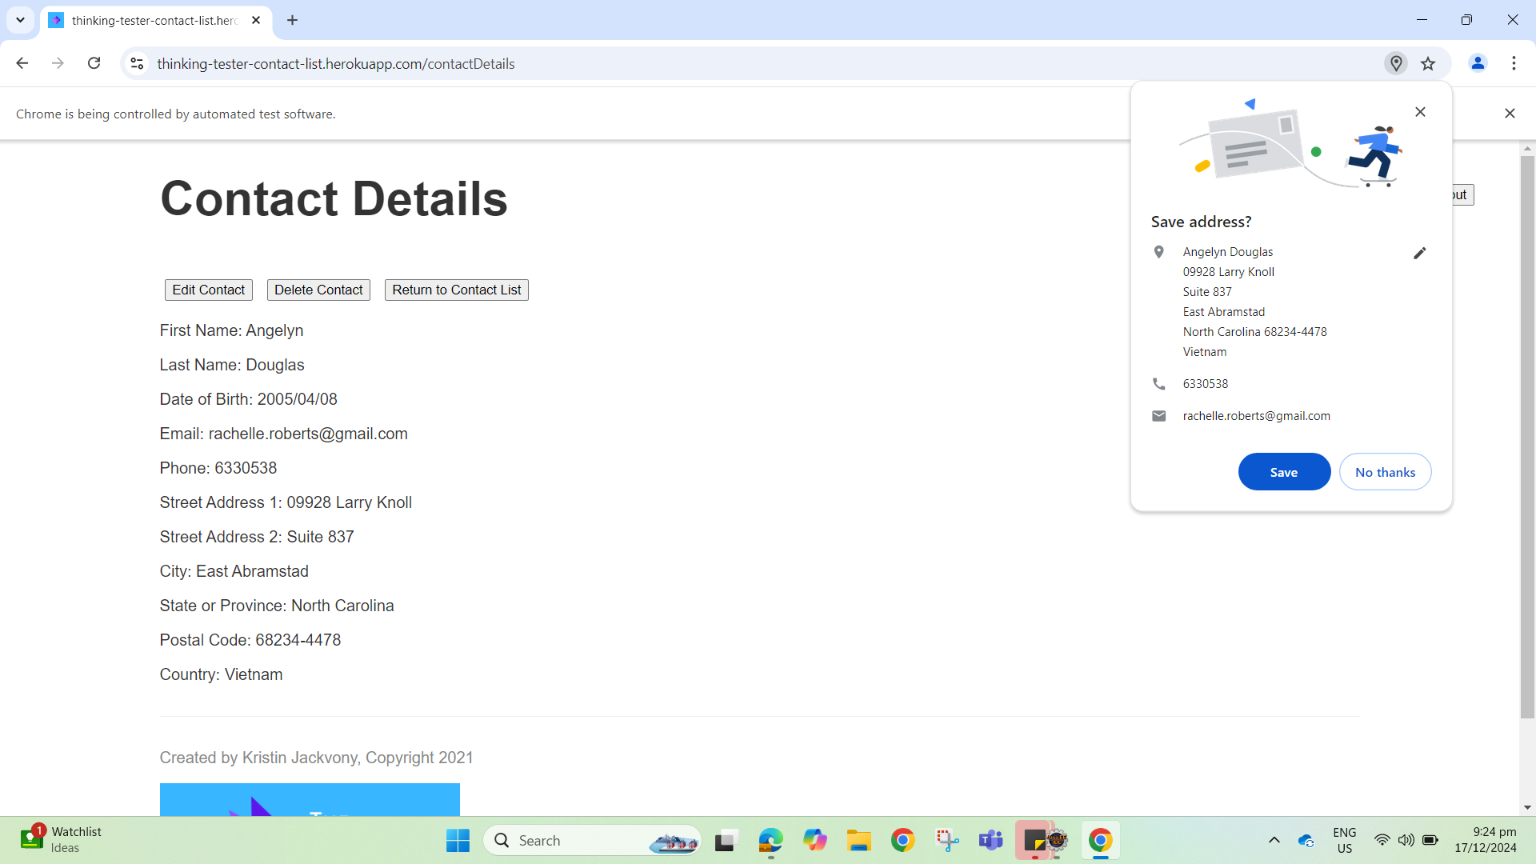 thinking-tester-contact-list.herc
thinking-tester-contact-list.herokuapp.com/contactDetails
Chrome is being controlled by automated test software.
Contact Details
out
Edit Contact
Delete Contact
Return to Contact List
First Name: Angelyn
Last Name: Douglas
Date of Birth: 2005/04/08
Email: rachelle.roberts@gmail.com
Phone: 6330538
Street Address 1: 09928 Larry Knoll
Street Address 2: Suite 837
City: East Abramstad
State or Province: North Carolina
Postal Code: 68234-4478
Country: Vietnam
Created by Kristin Jackvony, Copyright 2021
Save address?
Angelyn Douglas
09928 Larry Knoll
Suite 837
East Abramstad
North Carolina 68234-4478
Vietnam
6330538
rachelle.roberts@gmail.com
Save
No thanks
1
Watchlist
Ideas
Search
ENG
US
9:24 pm
17/12/2024